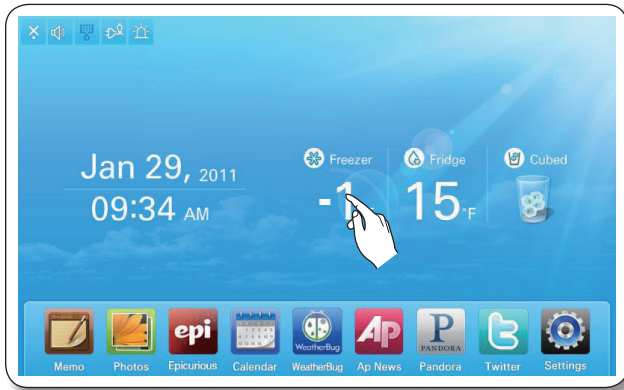 Jan 29, 2011
09:34 AM
Freezer
-1
Fridge
15°F
Cubed
epi
WeatherBug
AP
P
PANDORA
Memo
Photos
Epicurious
Calendar
WeatherBug
Ap News
Pandora
Twitter
Settings